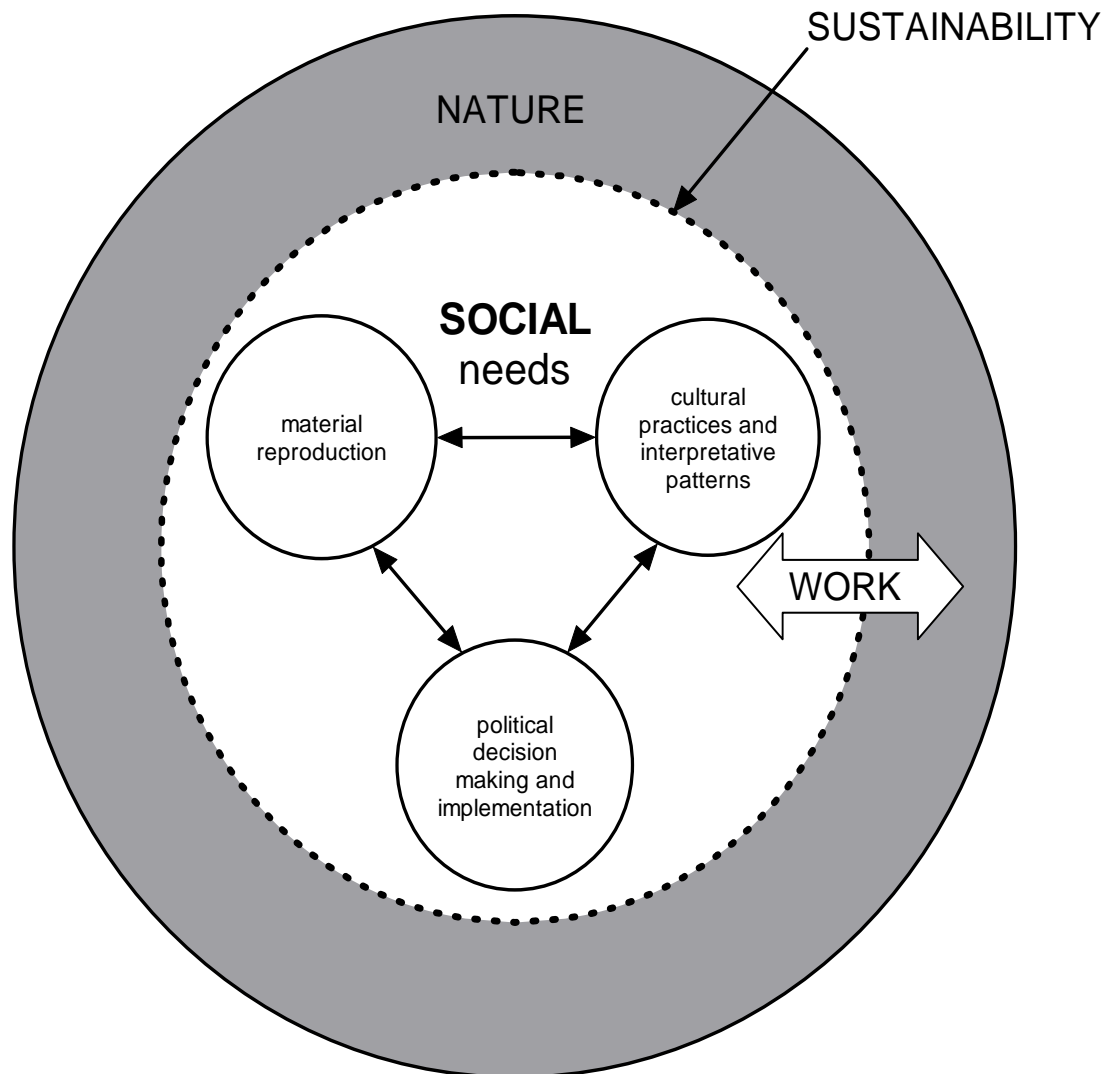 SUSTAINABILITY
NATURE
SOCIAL
needs
material
reproduction
cultural
practices and
interpretative
patterns
WORK
political
decision
making and
implementation